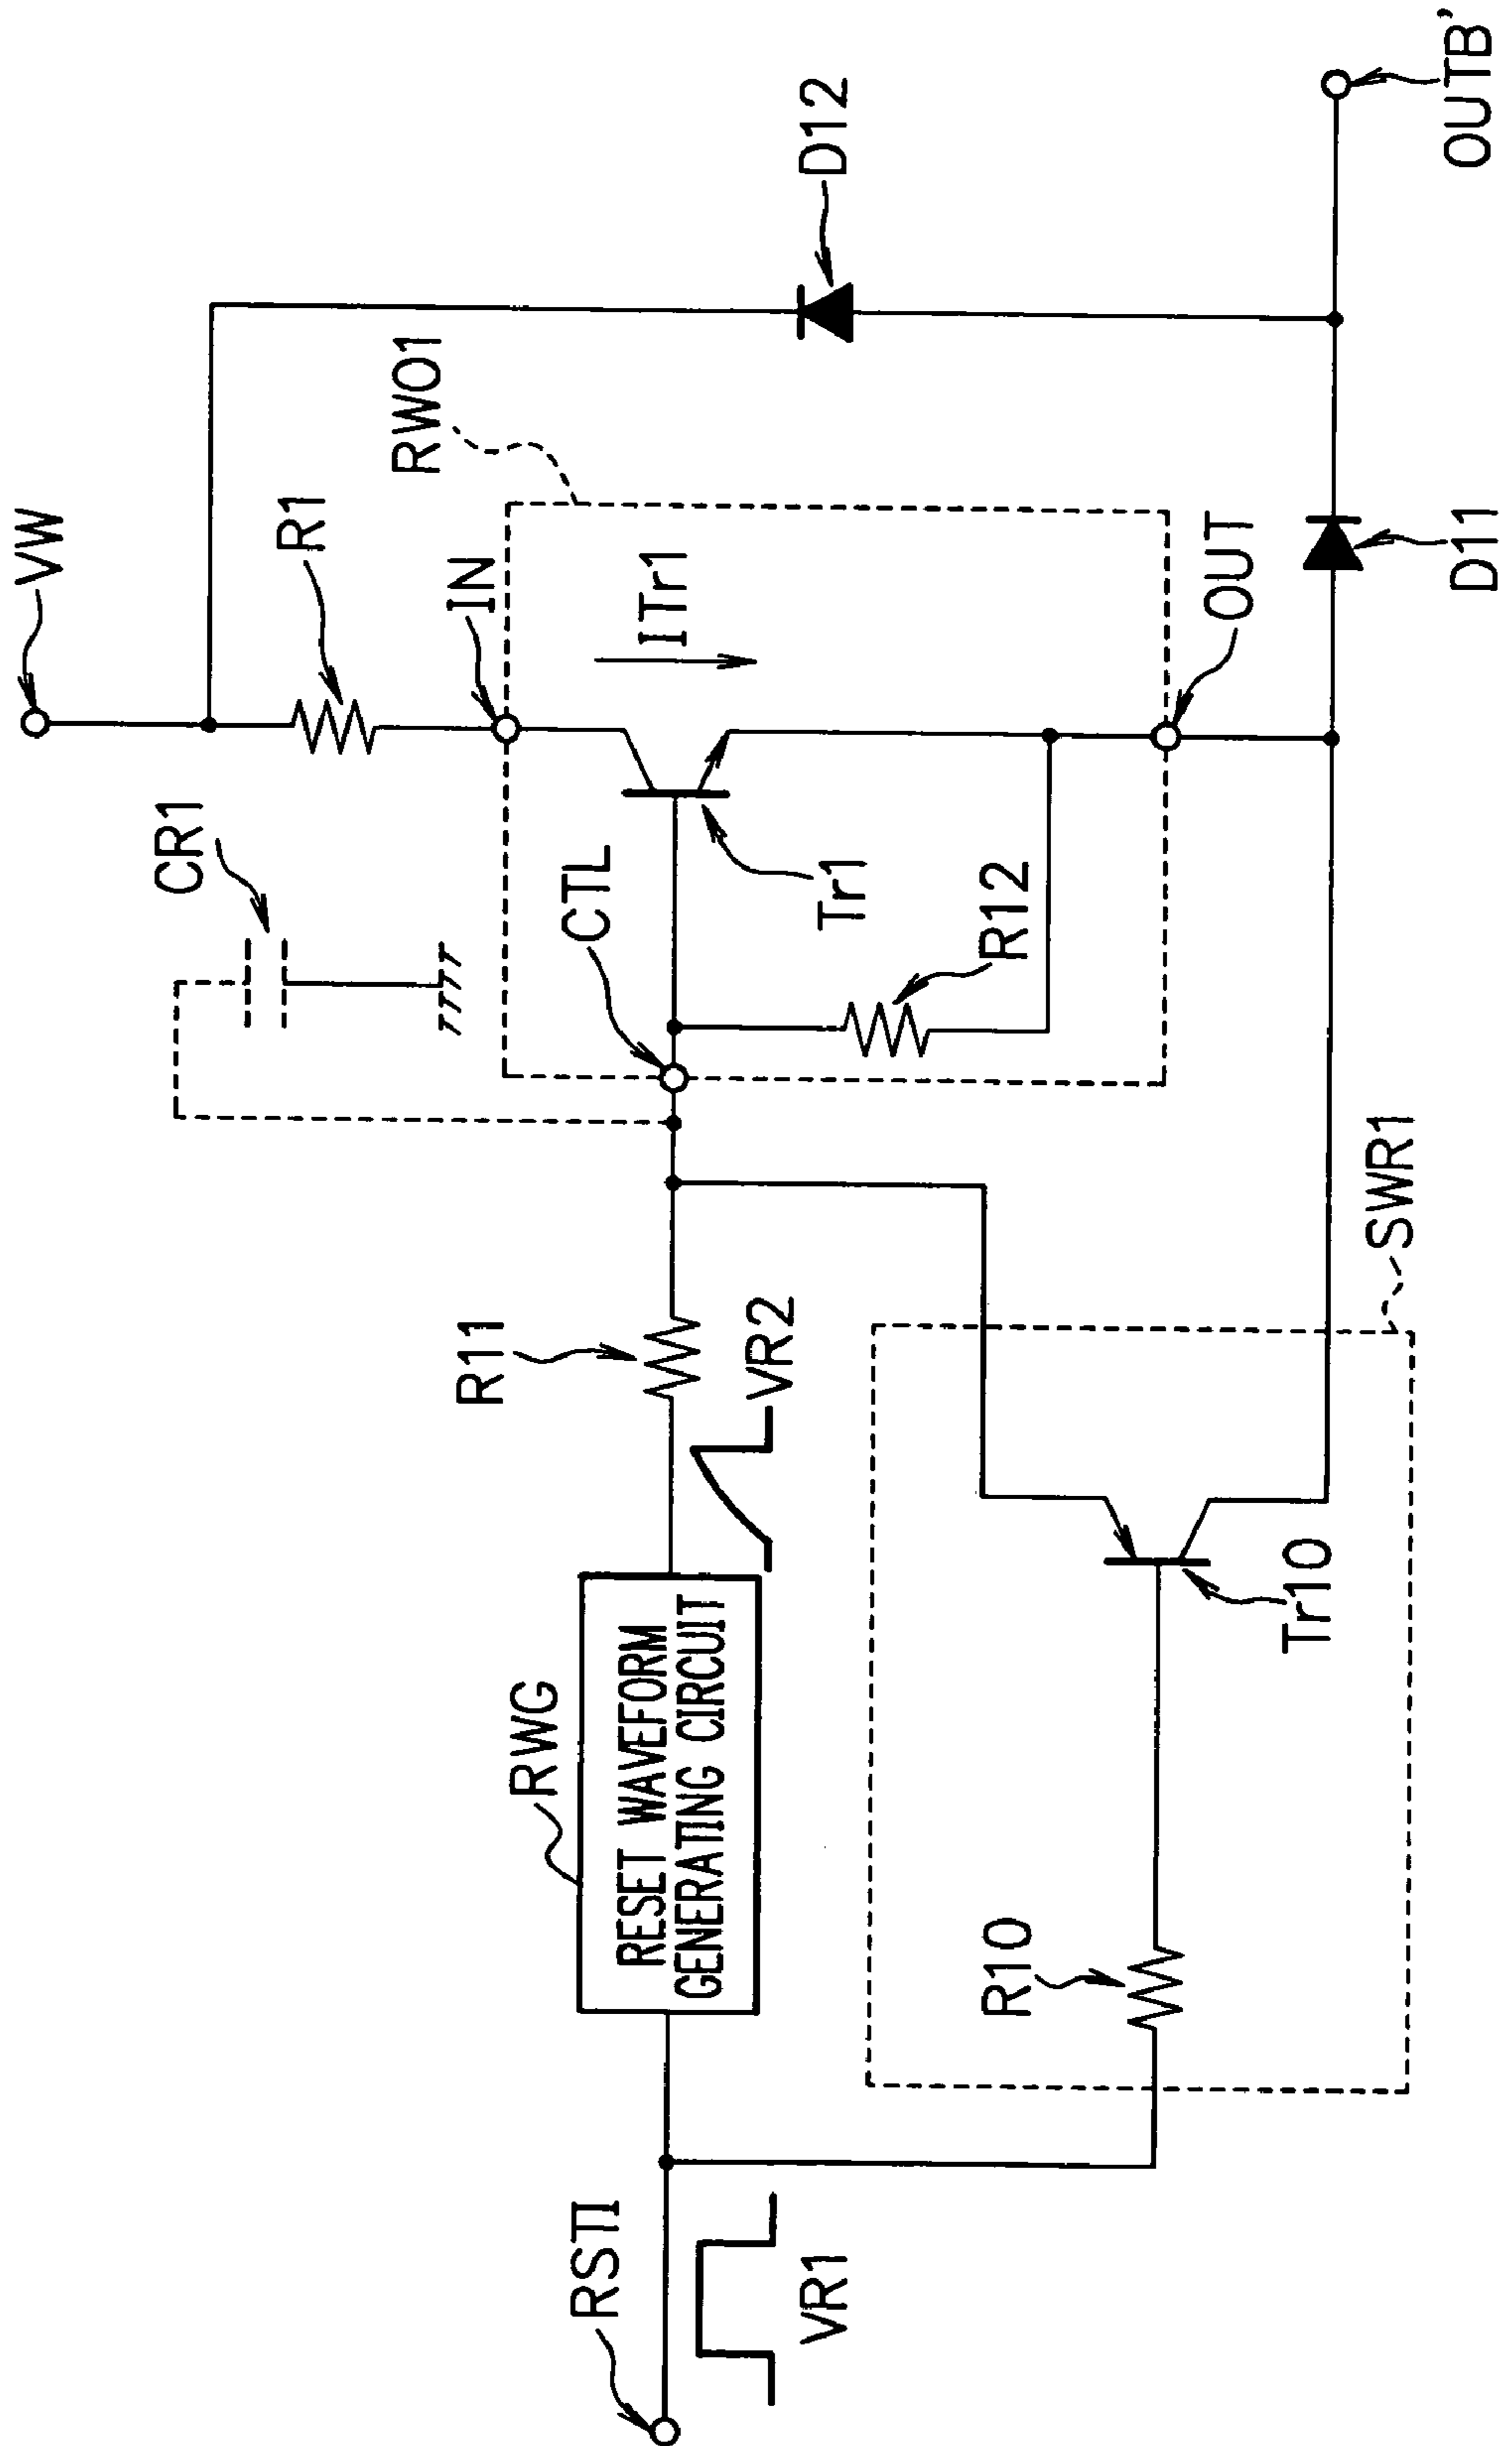 VW
CR1
R1
IN
RWO1
D12
ITr1
CTL
Tr1
R12
OUT
OUTB'
D11
R11
VR2
RWG
RESET WAVEFORM
GENERATING CIRCUIT
RSTI
VR1
R10
Tr10
SWR1